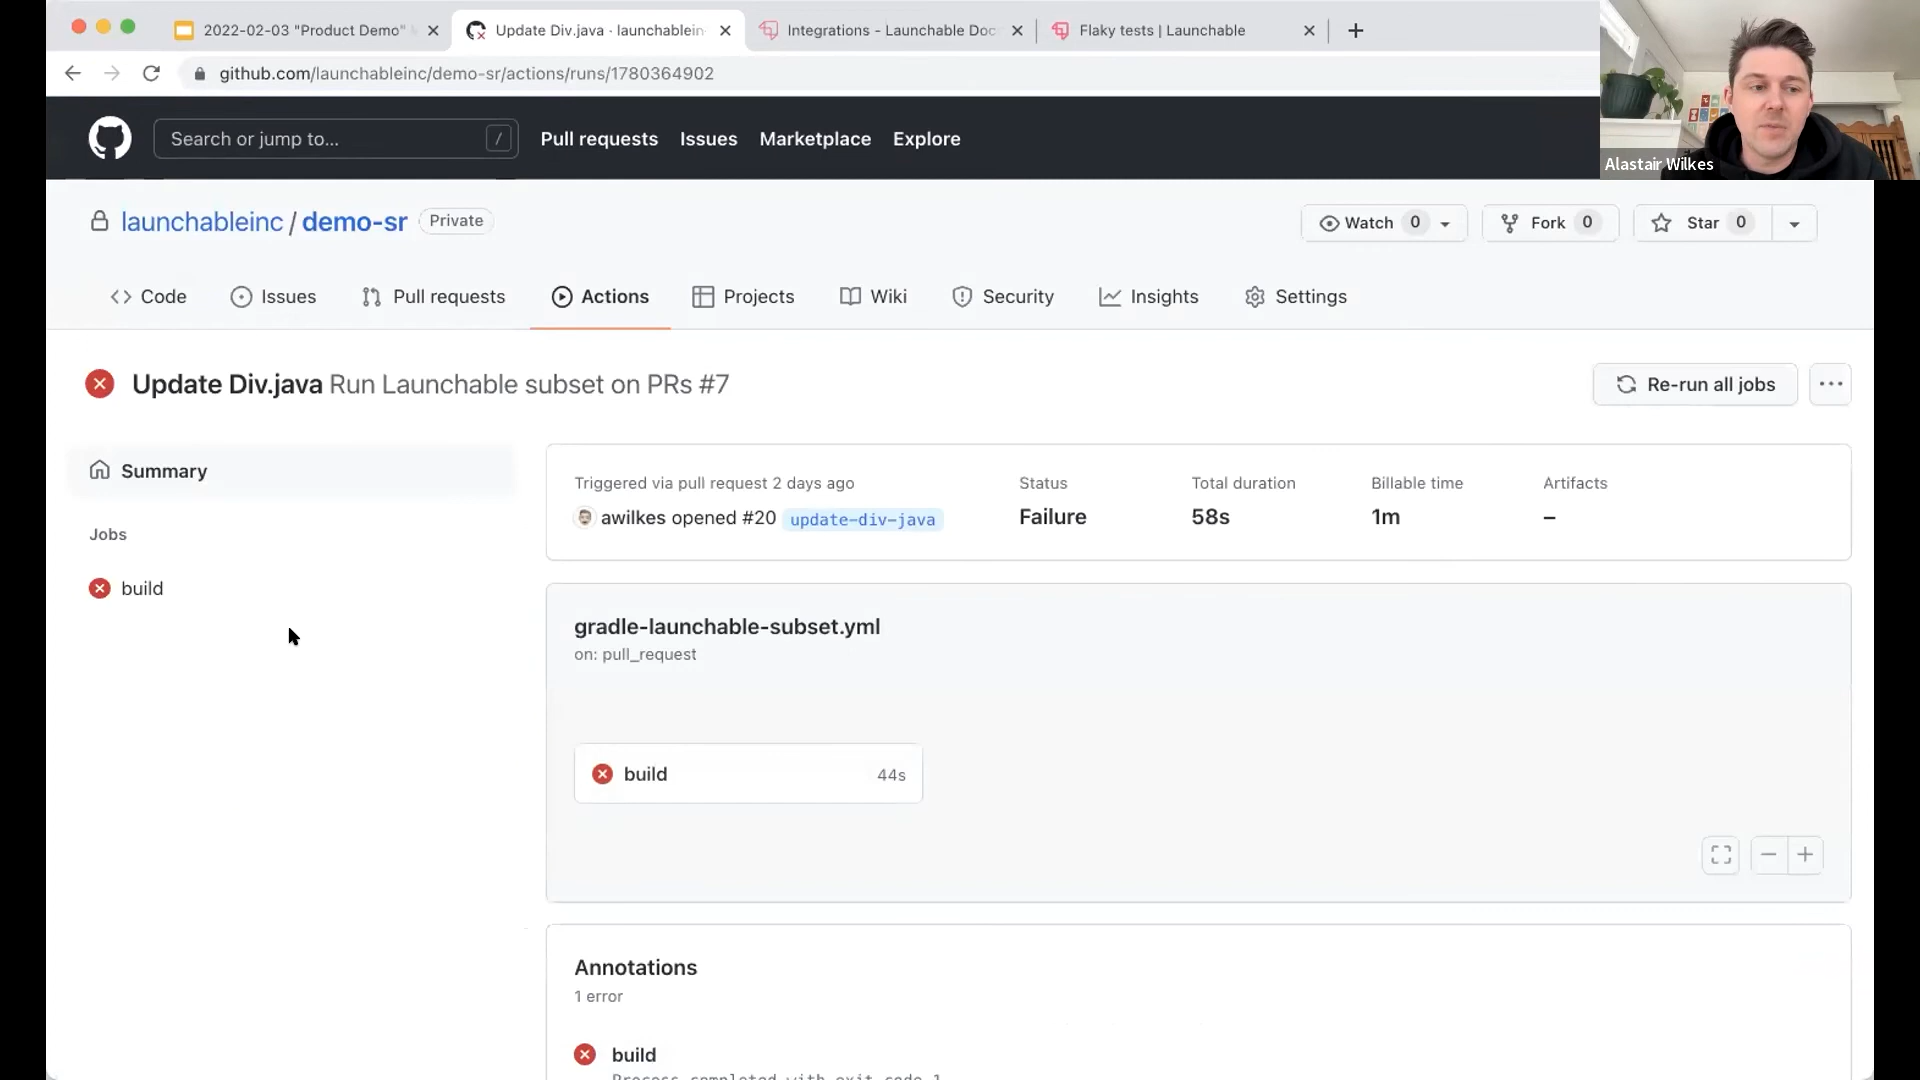 2022-02-03 "Product Demo"
Update Div.java · launchablein
Integrations - Launchable Doc
Flaky tests | Launchable
github.com/launchableinc/demo-sr/actions/runs/1780364902
Alastair Wilkes
Search or jump to...
/
Pull requests
Issues
Marketplace
Explore
launchableinc / demo-sr
Private
Watch 0
Fork 0
Star 0
Code
Issues
Pull requests
Actions
Projects
Wiki
Security
Insights
Settings
Update Div.java Run Launchable subset on PRs #7
Re-run all jobs
Summary
Jobs
build
Triggered via pull request 2 days ago
awilkes opened #20 update-div-java
Status
Failure
Total duration
58s
Billable time
1m
Artifacts
–
gradle-launchable-subset.yml
on: pull_request
build
44s
Annotations
1 error
build
Process completed with exit code 1